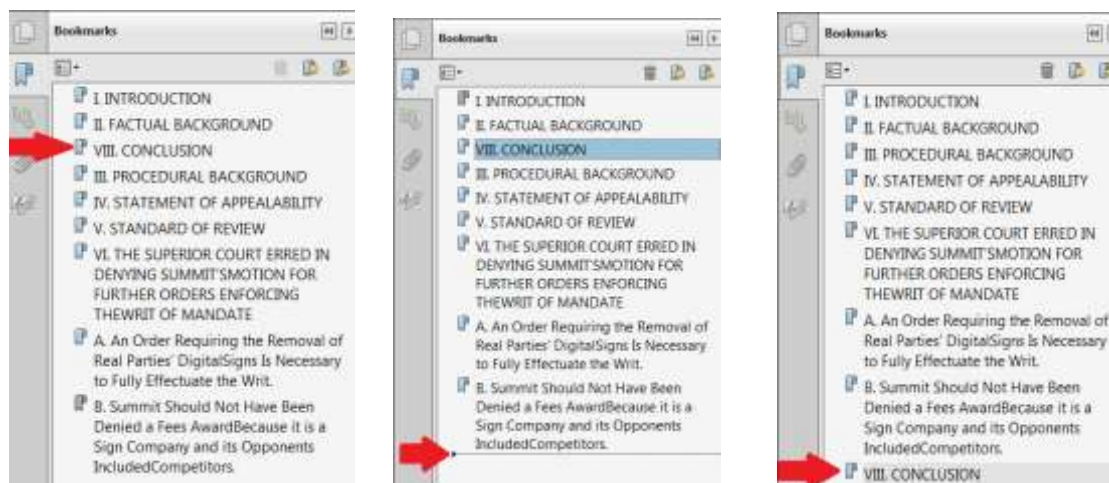 Bookmarks
I. INTRODUCTION
II. FACTUAL BACKGROUND
VIII. CONCLUSION
III. PROCEDURAL BACKGROUND
IV. STATEMENT OF APPEALABILITY
V. STANDARD OF REVIEW
VI. THE SUPERIOR COURT ERRED IN
DENYING SUMMIT'SMOTION FOR
FURTHER ORDERS ENFORCING
THEWRIT OF MANDATE
A. An Order Requiring the Removal of
Real Parties' DigitalSigns Is Necessary
to Fully Effectuate the Writ.
B. Summit Should Not Have Been
Denied a Fees AwardBecause it is a
Sign Company and its Opponents
IncludedCompetitors.
Bookmarks
I. INTRODUCTION
II. FACTUAL BACKGROUND
VIII. CONCLUSION
III. PROCEDURAL BACKGROUND
IV. STATEMENT OF APPEALABILITY
V. STANDARD OF REVIEW
VI. THE SUPERIOR COURT ERRED IN
DENYING SUMMIT'SMOTION FOR
FURTHER ORDERS ENFORCING
THEWRIT OF MANDATE
A. An Order Requiring the Removal of
Real Parties' DigitalSigns Is Necessary
to Fully Effectuate the Writ.
B. Summit Should Not Have Been
Denied a Fees AwardBecause it is a
Sign Company and its Opponents
IncludedCompetitors.
Bookmarks
I. INTRODUCTION
II. FACTUAL BACKGROUND
III. PROCEDURAL BACKGROUND
IV. STATEMENT OF APPEALABILITY
V. STANDARD OF REVIEW
VI. THE SUPERIOR COURT ERRED IN
DENYING SUMMIT'SMOTION FOR
FURTHER ORDERS ENFORCING
THEWRIT OF MANDATE
A. An Order Requiring the Removal of
Real Parties' DigitalSigns Is Necessary
to Fully Effectuate the Writ.
B. Summit Should Not Have Been
Denied a Fees AwardBecause it is a
Sign Company and its Opponents
IncludedCompetitors.
VIII. CONCLUSION